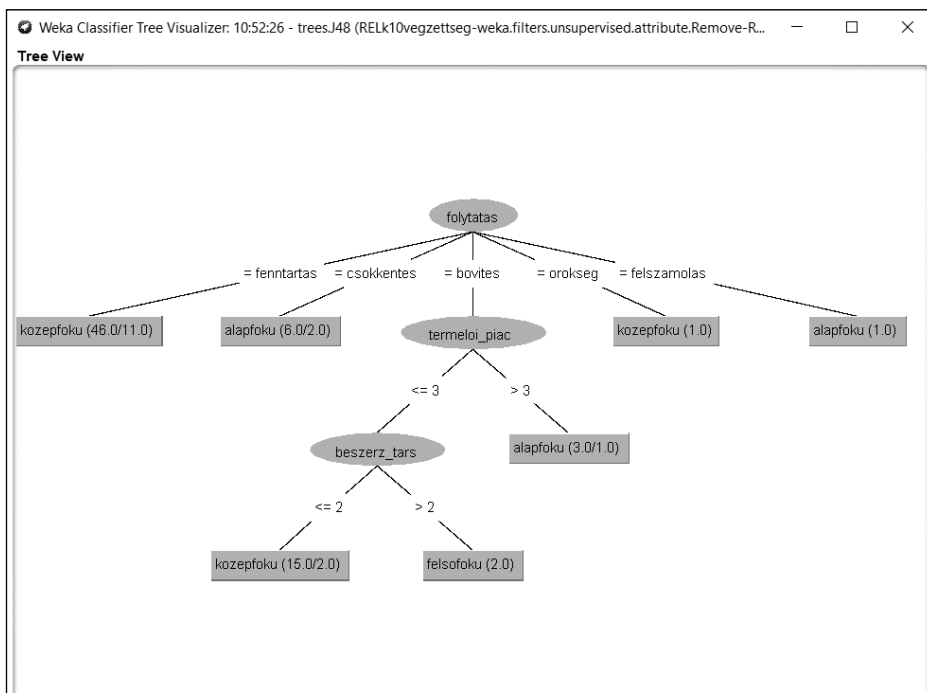 Weka Classifier Tree Visualizer: 10:52:26 - trees.J48 (RELk10vegzettseg-weka.filters.unsupervised.attribute.Remove-R...
Tree View
folytatas
= fenntartas = csokkentes = bovites = orokseg = felszamolas
kozepfoku (46.0/11.0) alapfoku (6.0/2.0) termeloi_piac kozepfoku (1.0) alapfoku (1.0)
<= 3 > 3
beszerz_tars alapfoku (3.0/1.0)
<= 2 > 2
kozepfoku (15.0/2.0) felsofoku (2.0)